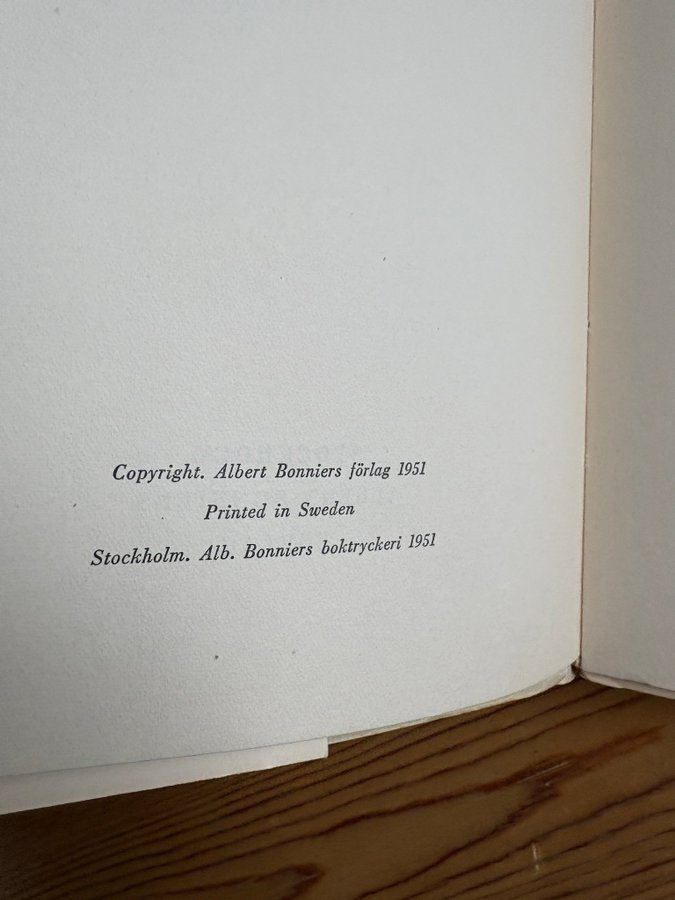 Copyright. Albert Bonniers förlag 1951
Printed in Sweden
Stockholm. Alb. Bonniers boktryckeri 1951